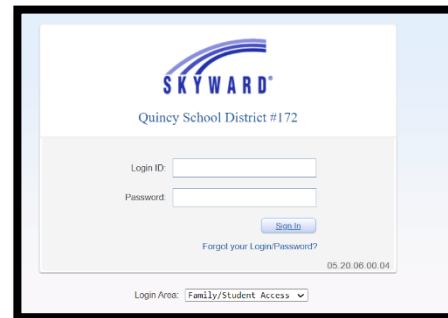 SKYWARD®
Quincy School District #172
Login ID:
Password:
Sign In
Forgot your Login/Password?
05.20.06.00.04
Login Area: Family/Student Access